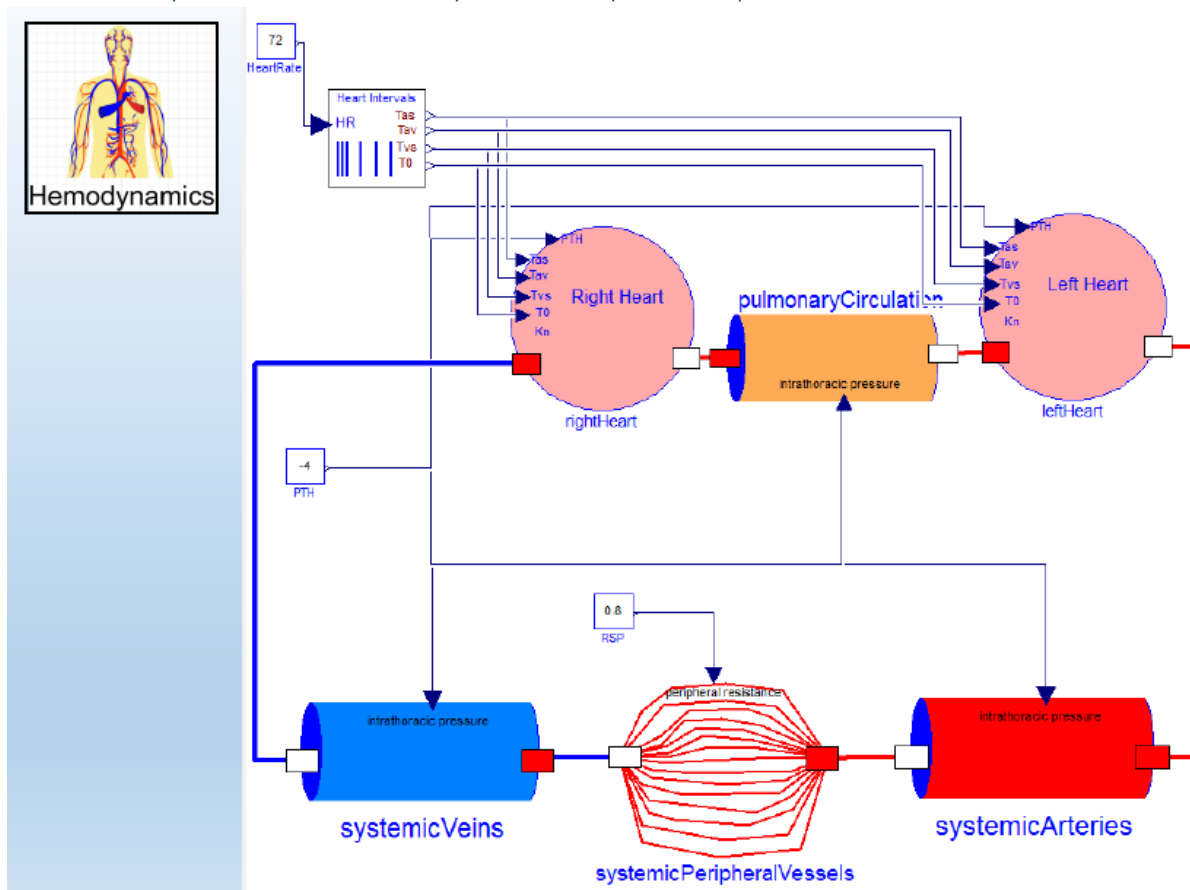 72
HeartRate
Hemodynamics
Heart Intervals
HR
Tas
Tav
Tvs
T0
PTH
Tas
Tav
Tvs
T0
Kn
Right Heart
rightHeart
pulmonaryCirculation
intrathoracic pressure
PTH
Tas
Tav
Tvs
T0
Kn
Left Heart
leftHeart
-4
PTH
0.8
RSP
intrathoracic pressure
systemicVeins
peripheral resistance
systemicPeripheralVessels
intrathoracic pressure
systemicArteries